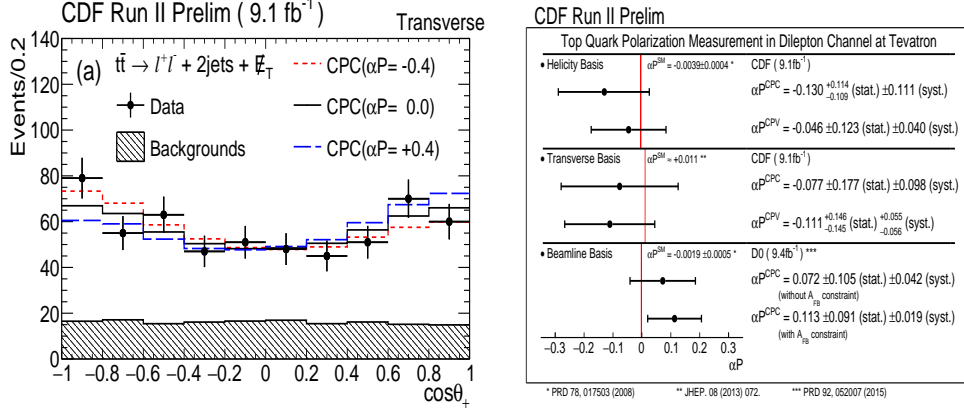 CDF Run II Prelim ( 9.1 fb⁻¹)
Transverse
(a) tt̄ → l⁺l⁻ + 2jets + E̸_T
Data
Backgrounds
CPC(αP= -0.4)
CPC(αP= 0.0)
CPC(αP= +0.4)
Events/0.2
140
120
100
80
60
40
20
0
−1 −0.8 −0.6 −0.4 −0.2 0 0.2 0.4 0.6 0.8 1
cosθ₊
CDF Run II Prelim
Top Quark Polarization Measurement in Dilepton Channel at Tevatron
• Helicity Basis αP^SM = -0.0039±0.0004 * CDF ( 9.1fb⁻¹)
αP^CPC = -0.130 +0.114 −0.109 (stat.) ±0.111 (syst.)
αP^CPV = -0.046 ±0.123 (stat.) ±0.040 (syst.)
• Transverse Basis αP^SM ≈ +0.011 ** CDF ( 9.1fb⁻¹)
αP^CPC = -0.077 ±0.177 (stat.) ±0.098 (syst.)
αP^CPV = -0.111 +0.146 −0.145 (stat.) +0.055 −0.056 (syst.)
• Beamline Basis αP^SM = -0.0019 ±0.0005 * D0 ( 9.4fb⁻¹) ***
αP^CPC = 0.072 ±0.105 (stat.) ±0.042 (syst.)
(without A_FB constraint)
αP^CPC = 0.113 ±0.091 (stat.) ±0.019 (syst.)
(with A_FB constraint)
−0.3 −0.2 −0.1 0 0.1 0.2 0.3
αP
* PRD 78, 017503 (2008) ** JHEP. 08 (2013) 072. *** PRD 92, 052007 (2015)